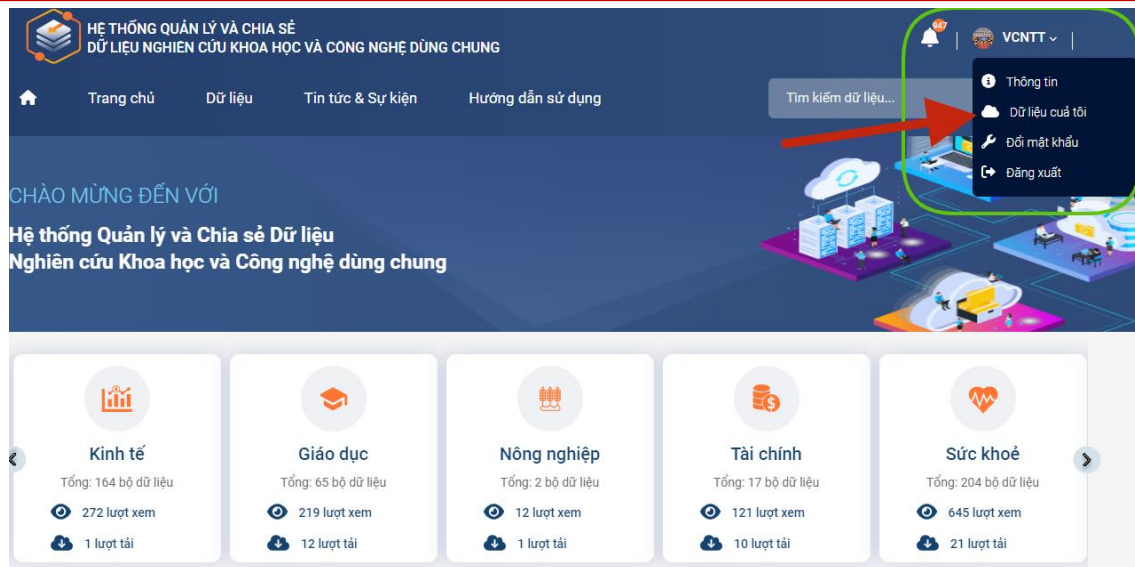 HỆ THỐNG QUẢN LÝ VÀ CHIA SẺ
DỮ LIỆU NGHIÊN CỨU KHOA HỌC VÀ CÔNG NGHỆ DÙNG CHUNG
947
VCNTT
Trang chủ
Dữ liệu
Tin tức & Sự kiện
Hướng dẫn sử dụng
Tìm kiếm dữ liệu...
Thông tin
Dữ liệu cuả tôi
Đổi mật khẩu
Đăng xuất
CHÀO MỪNG ĐẾN VỚI
Hệ thống Quản lý và Chia sẻ Dữ liệu
Nghiên cứu Khoa học và Công nghệ dùng chung
Kinh tế
Tổng: 164 bộ dữ liệu
272 lượt xem
1 lượt tải
Giáo dục
Tổng: 65 bộ dữ liệu
219 lượt xem
12 lượt tải
Nông nghiệp
Tổng: 2 bộ dữ liệu
12 lượt xem
1 lượt tải
Tài chính
Tổng: 17 bộ dữ liệu
121 lượt xem
10 lượt tải
Sức khoẻ
Tổng: 204 bộ dữ liệu
645 lượt xem
21 lượt tải